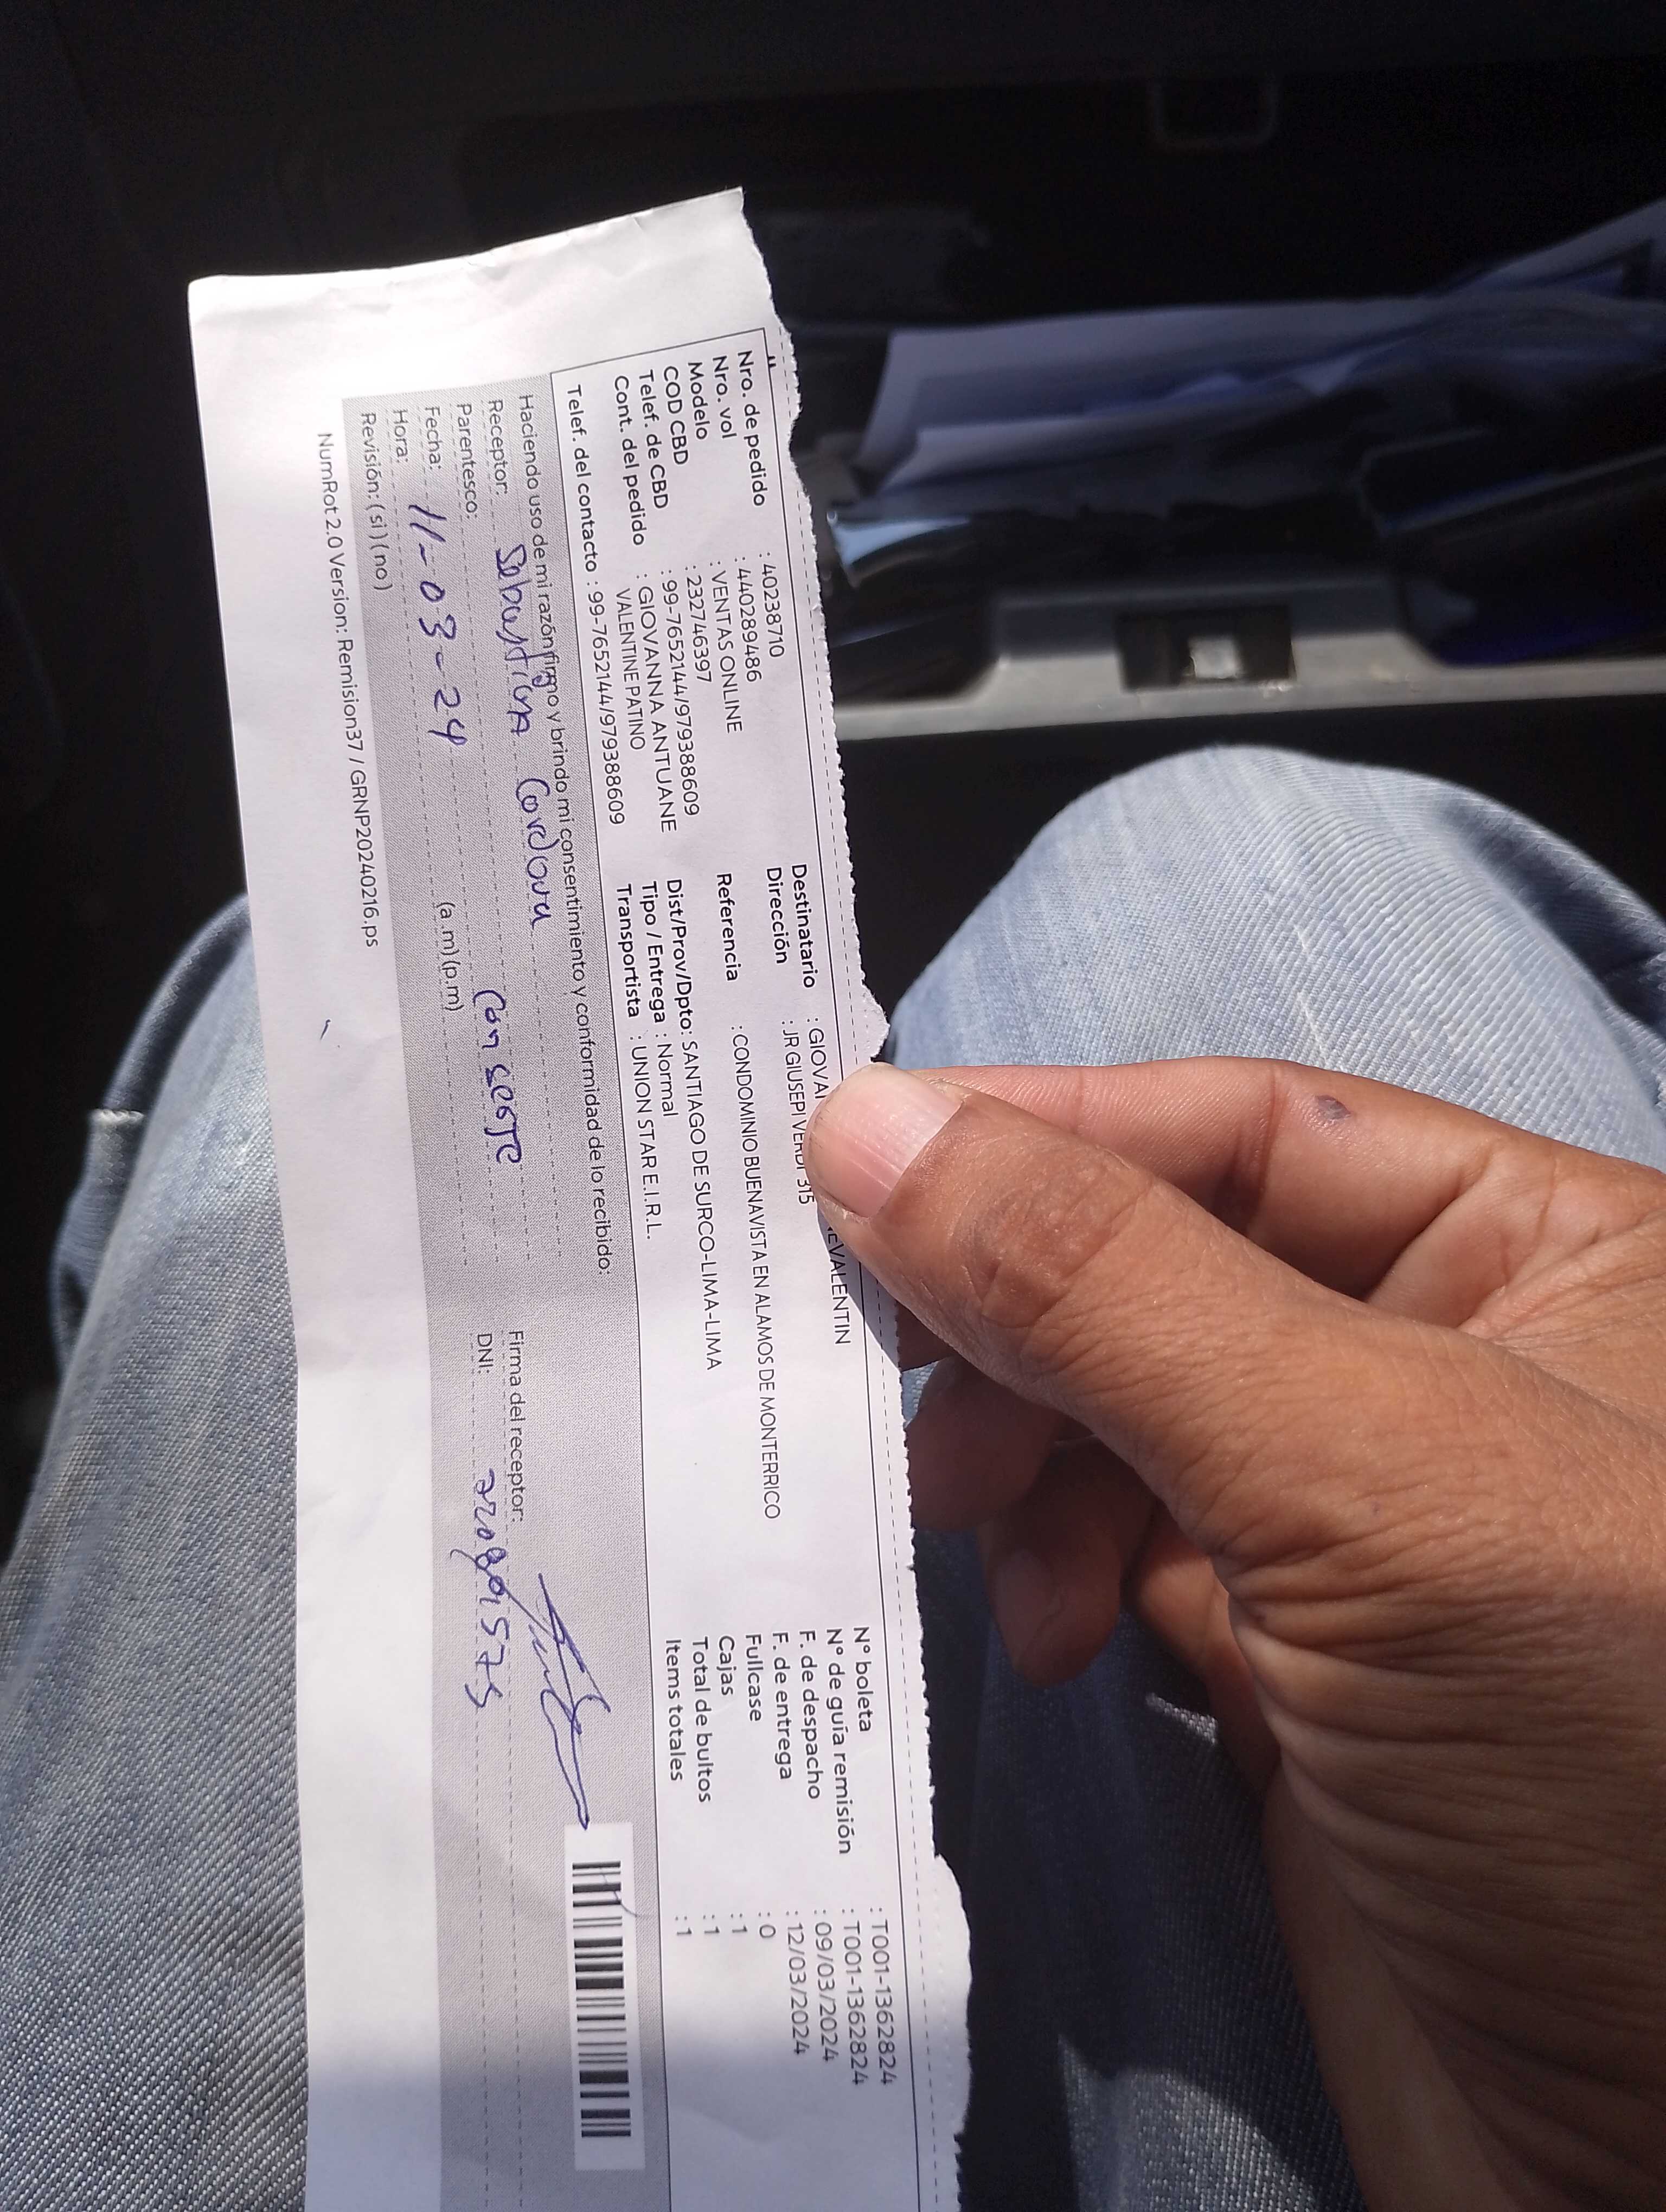 Nro. de pedido : 40238710
Nro. vol : 440289486
Modelo : VENTAS ONLINE
COD CBD : 232746397
Telef. de CBD : 99-7652144/979388609
Cont. del pedido : GIOVANNA ANTUANE
VALENTINE PATINO
Telef. del contacto : 99-7652144/979388609
Destinatario : EVALENTIN
Dirección : JR GIUSEPI VERDI 315
Referencia : CONDOMINIO BUENAVISTA EN ALAMOS DE MONTERRICO
Dist/Prov/Dpto: SANTIAGO DE SURCO-LIMA-LIMA
Tipo / Entrega : Normal
Transportista : UNION STAR E.I.R.L.
N° boleta : T001-1362824
N° de guía remisión : T001-1362824
F. de despacho : 09/03/2024
F. de entrega : 12/03/2024
Fullcase : 0
Cajas : 1
Total de bultos : 1
Items totales : 1
Haciendo uso de mi razón firmo y brindo mi consentimiento y conformidad de lo recibido:
Receptor: Sebastian Cordova
Parentesco: Conserje
Fecha: 11-03-24
Hora: (a.m) (p.m)
Revisión: (si) (no)
Firma del receptor:
DNI:
NumRot 2.0 Version: Remision37 / GRNP20240216.ps